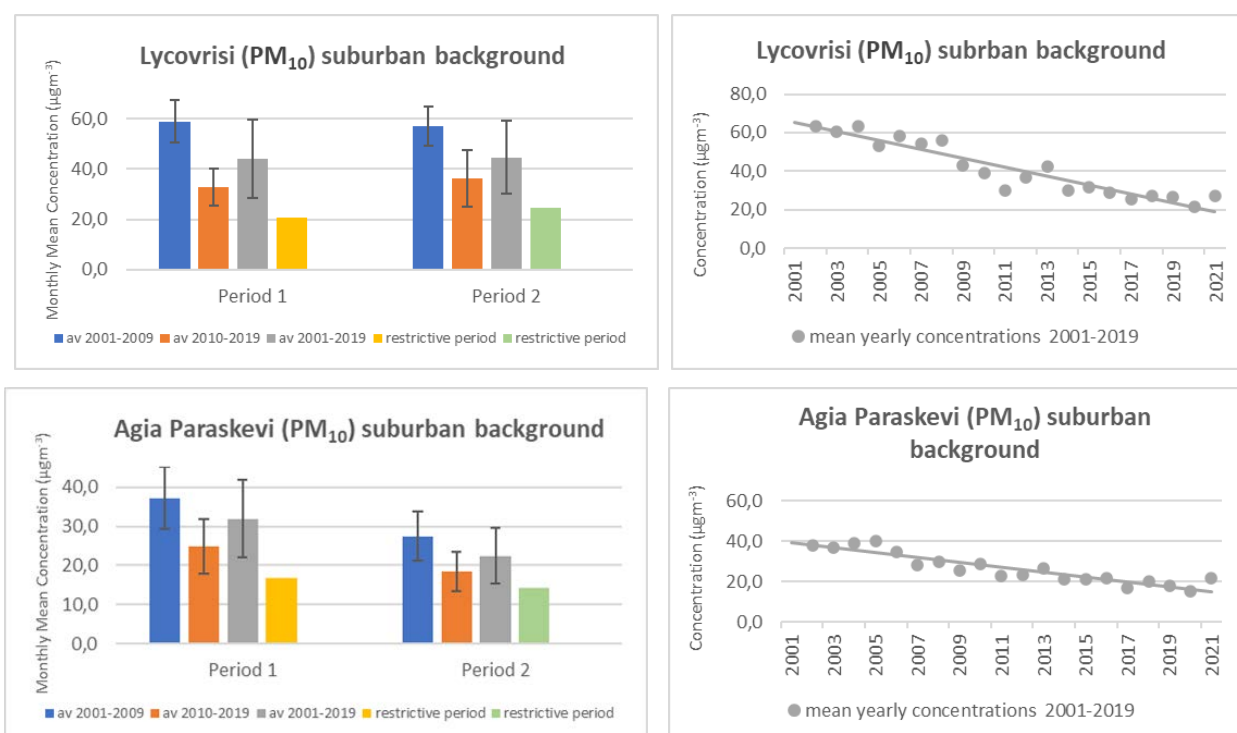 Lycovrisi (PM₁₀) suburban background
Monthly Mean Concentration (µgm⁻³)
60,0
40,0
20,0
0,0
Period 1 Period 2
av 2001-2009 av 2010-2019 av 2001-2019 restrictive period restrictive period
Lycovrisi (PM₁₀) subrban background
Concentration (µgm⁻³)
80,0
60,0
40,0
20,0
0,0
2001 2003 2005 2007 2009 2011 2013 2015 2017 2019 2021
mean yearly concentrations 2001-2019
Agia Paraskevi (PM₁₀) suburban background
Monthly Mean Concentration (µgm⁻³)
40,0
30,0
20,0
10,0
0,0
Period 1 Period 2
av 2001-2009 av 2010-2019 av 2001-2019 restrictive period restrictive period
Agia Paraskevi (PM₁₀) suburban
background
Concentration (µgm⁻³)
60,0
40,0
20,0
0,0
2001 2003 2005 2007 2009 2011 2013 2015 2017 2019 2021
mean yearly concentrations 2001-2019